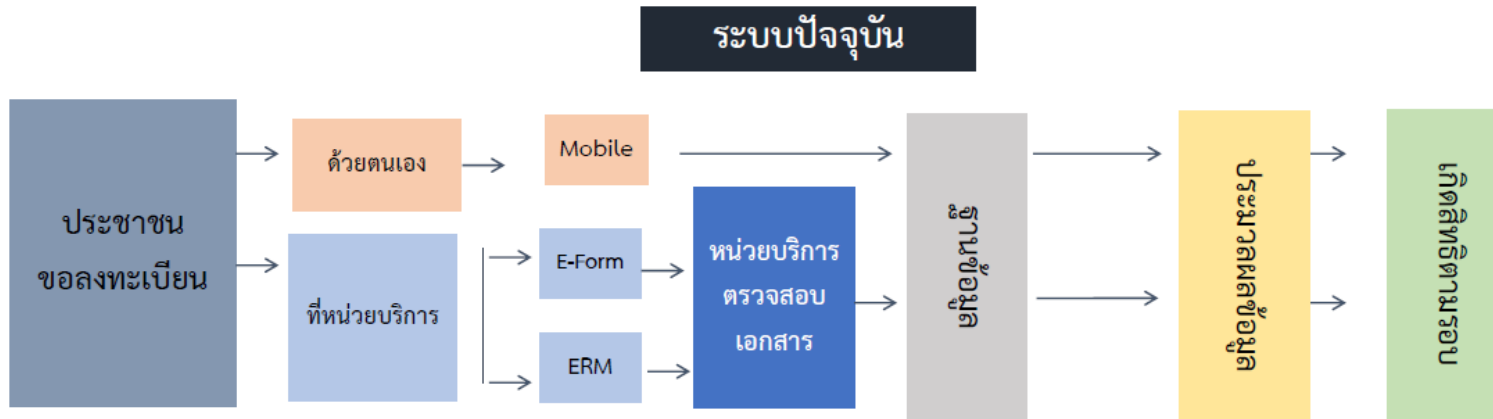 ระบบปัจจุบัน
ประชาชน
ขอลงทะเบียน
ด้วยตนเอง
Mobile
ที่หน่วยบริการ
E-Form
ERM
หน่วยบริการ
ตรวจสอบ
เอกสาร
ฐานข้อมูล
ประมวลผลข้อมูล
เกิดสิทธิตามรอบ